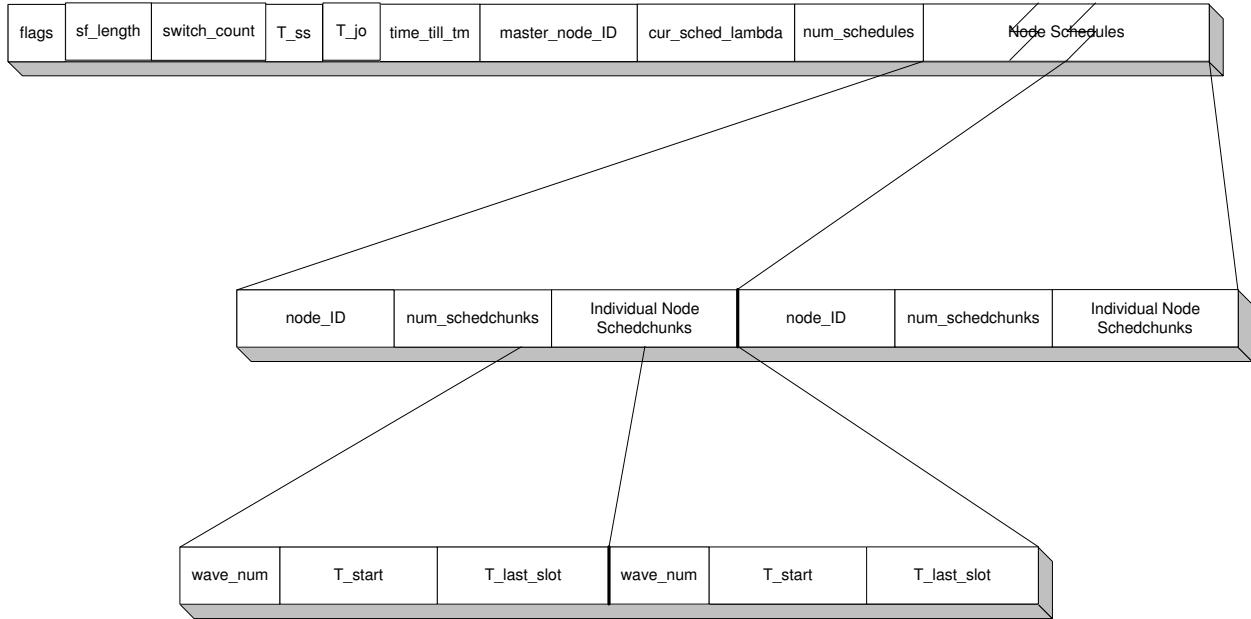 flags sf_length switch_count T_ss T_jo time_till_tm master_node_ID cur_sched_lambda num_schedules Node Schedules
node_ID num_schedchunks Individual Node Schedchunks node_ID num_schedchunks Individual Node Schedchunks
wave_num T_start T_last_slot wave_num T_start T_last_slot